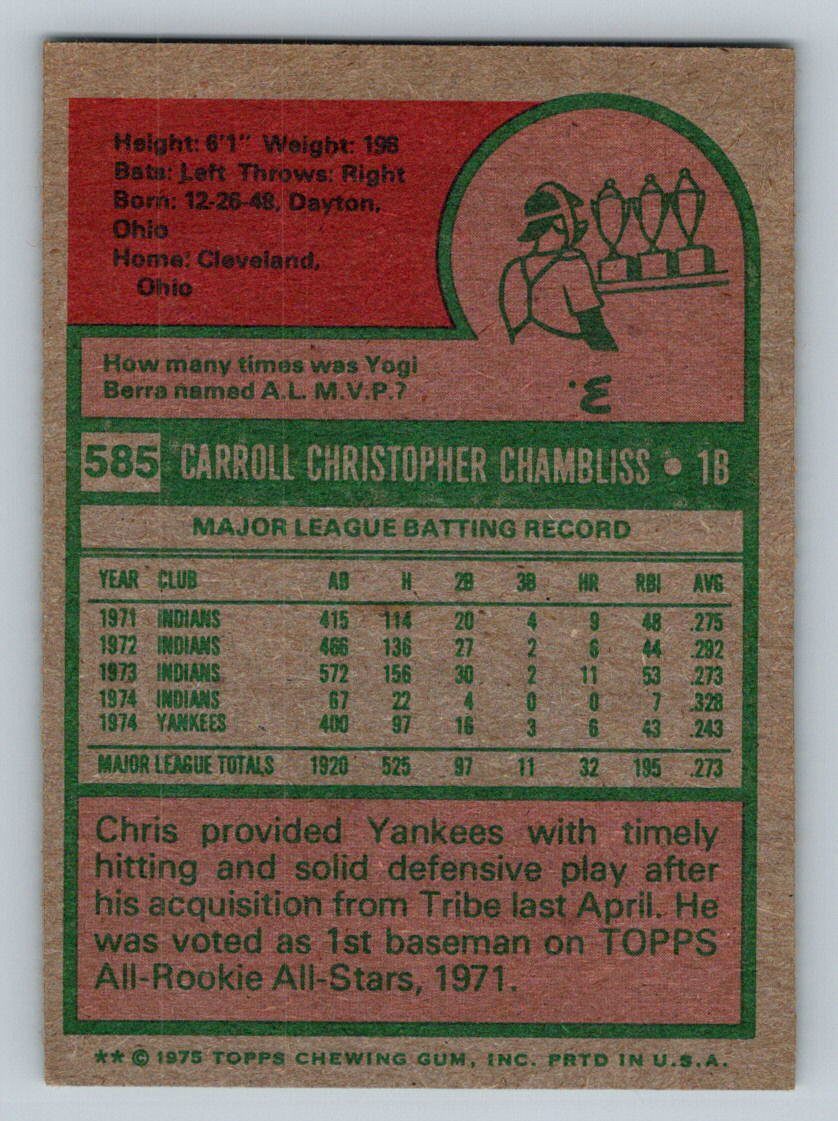 Height: 6'1" Weight: 196
Bats: Left Throws: Right
Born: 12-26-48, Dayton,
Ohio
Home: Cleveland,
Ohio
How many times was Yogi
Berra named A.L. M.V.P.?
3.
585 CARROLL CHRISTOPHER CHAMBLISS • 1B
MAJOR LEAGUE BATTING RECORD
YEAR CLUB AB H 2B 3B HR RBI AVG
1971 INDIANS 415 114 20 4 9 48 .275
1972 INDIANS 466 136 27 2 6 44 .292
1973 INDIANS 572 156 30 2 11 53 .273
1974 INDIANS 67 22 4 0 0 7 .328
1974 YANKEES 400 97 16 3 6 43 .243
MAJOR LEAGUE TOTALS 1920 525 97 11 32 195 .273
Chris provided Yankees with timely
hitting and solid defensive play after
his acquisition from Tribe last April. He
was voted as 1st baseman on TOPPS
All-Rookie All-Stars, 1971.
** © 1975 TOPPS CHEWING GUM, INC. PRTD IN U.S.A.